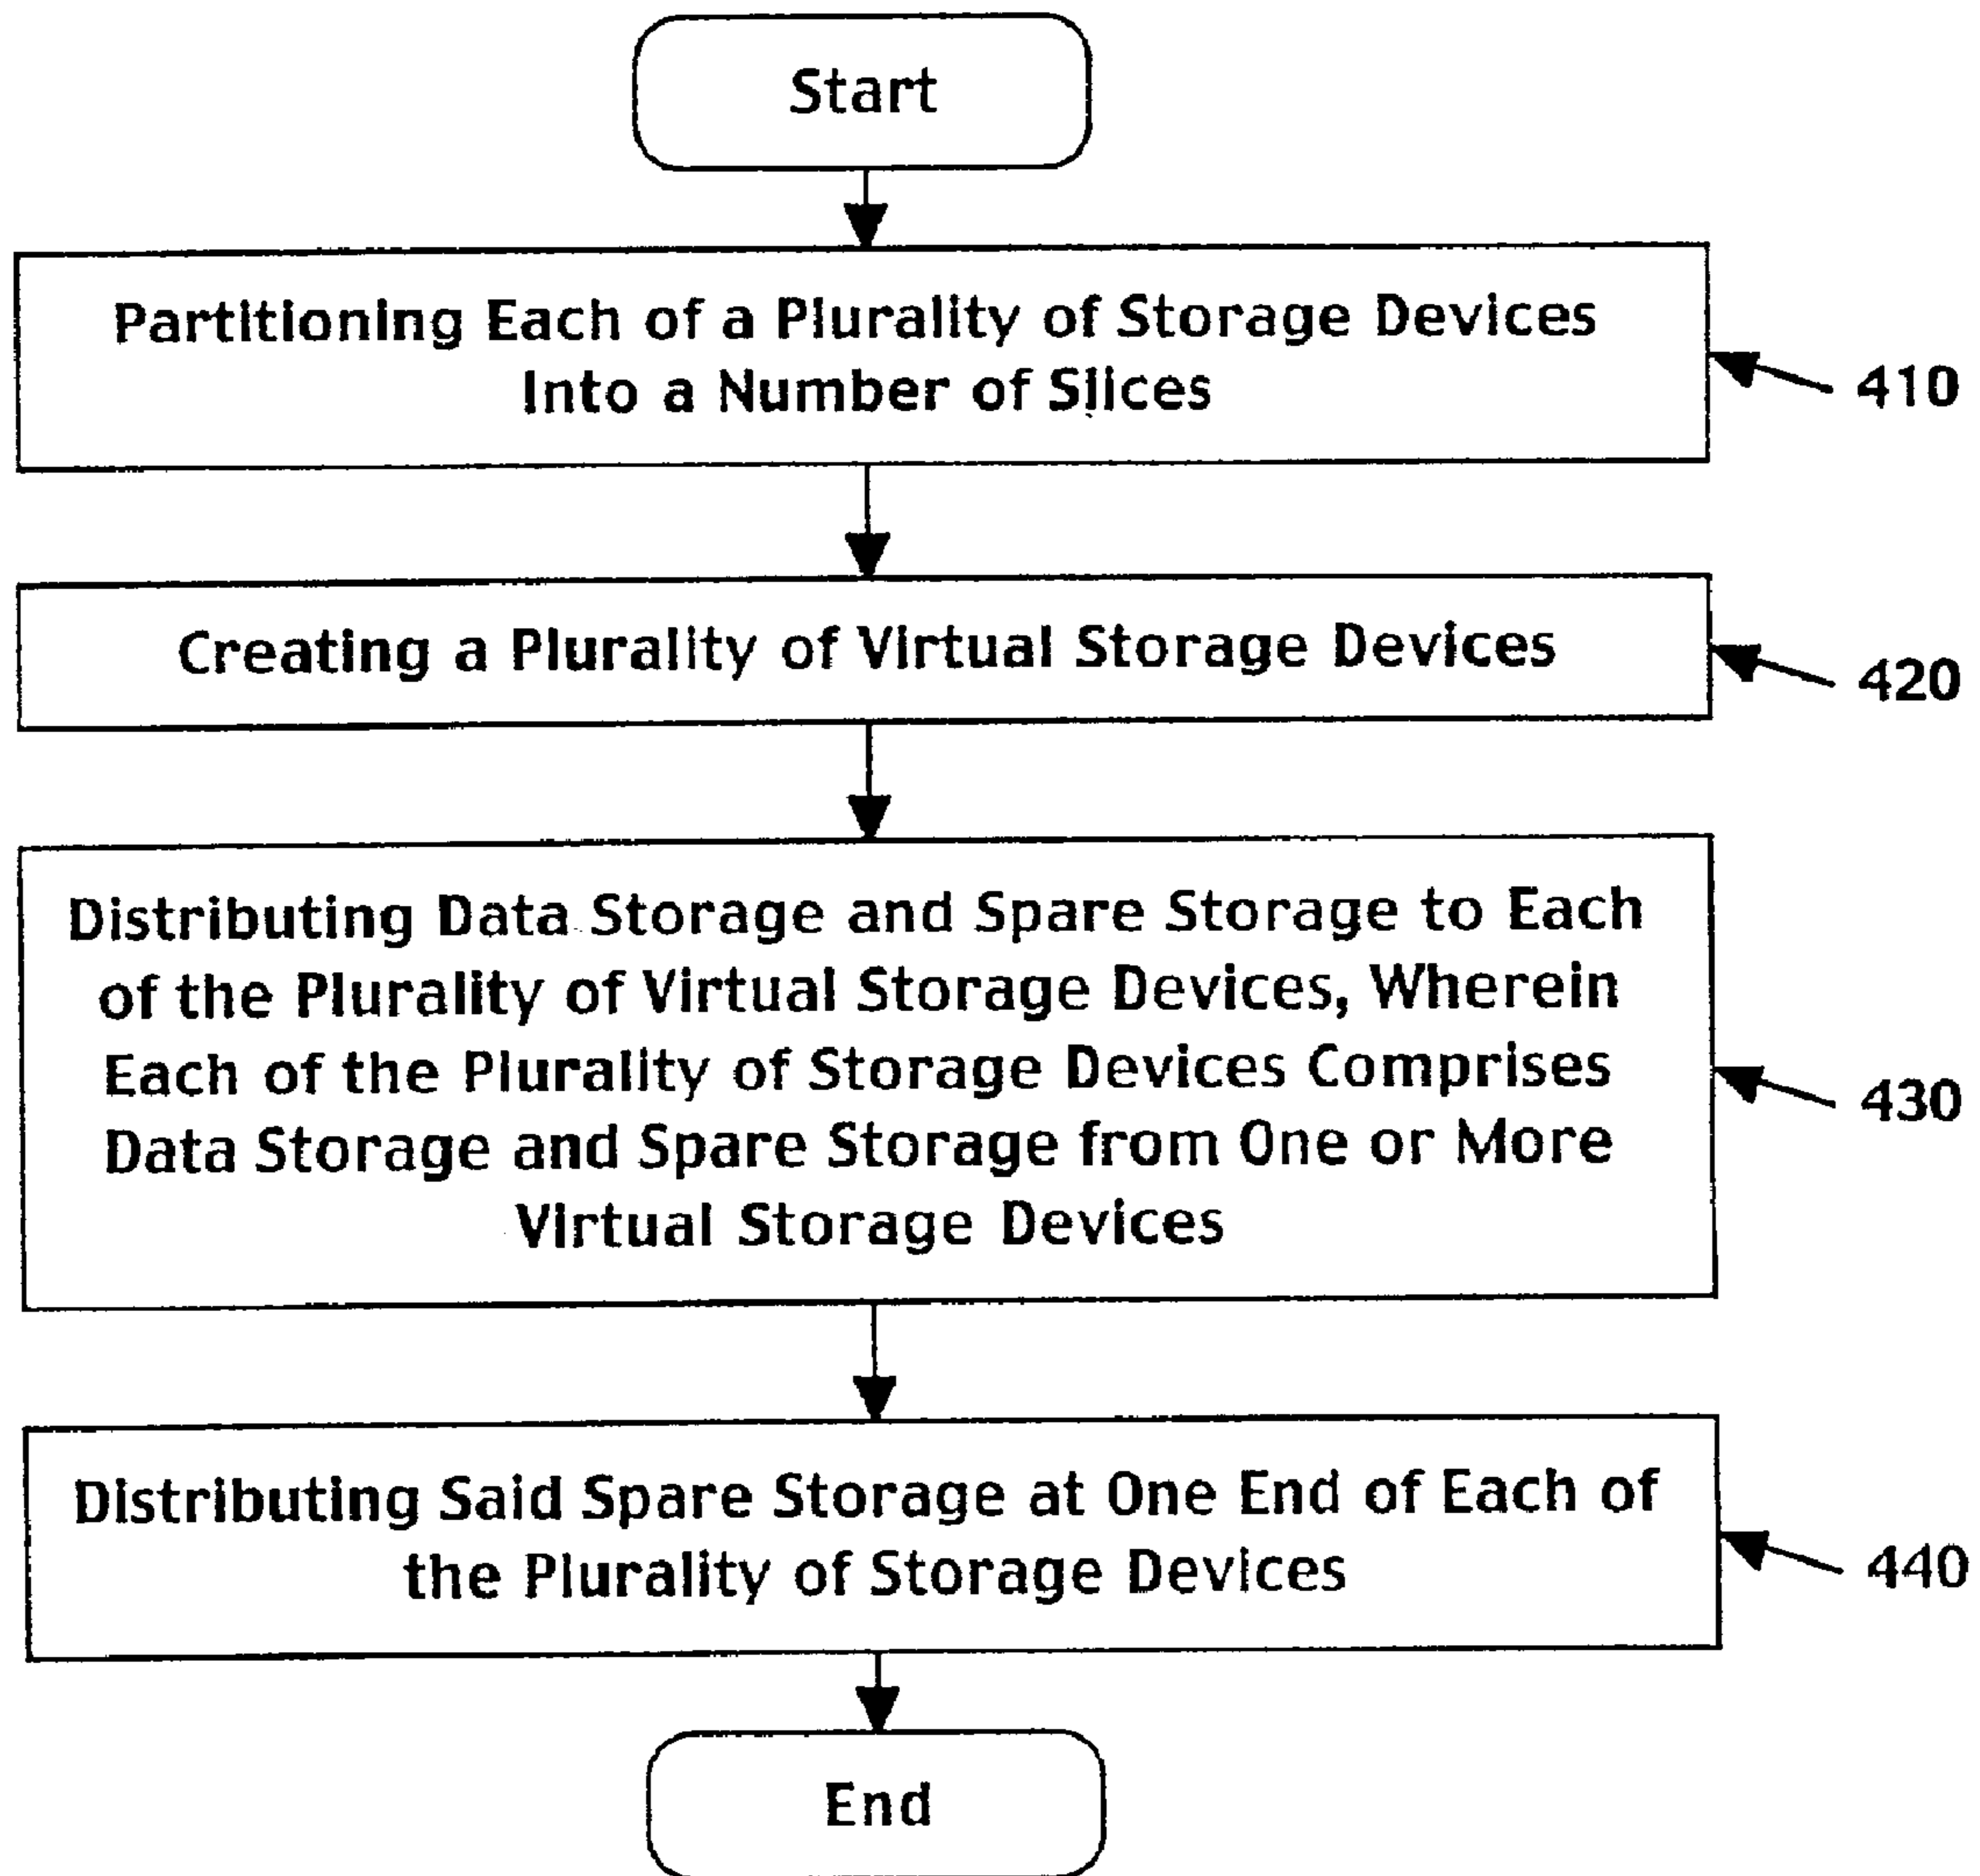 Start
Partitioning Each of a Plurality of Storage Devices
Into a Number of Slices
410
Creating a Plurality of Virtual Storage Devices
420
Distributing Data Storage and Spare Storage to Each
of the Plurality of Virtual Storage Devices, Wherein
Each of the Plurality of Storage Devices Comprises
Data Storage and Spare Storage from One or More
Virtual Storage Devices
430
Distributing Said Spare Storage at One End of Each of
the Plurality of Storage Devices
440
End